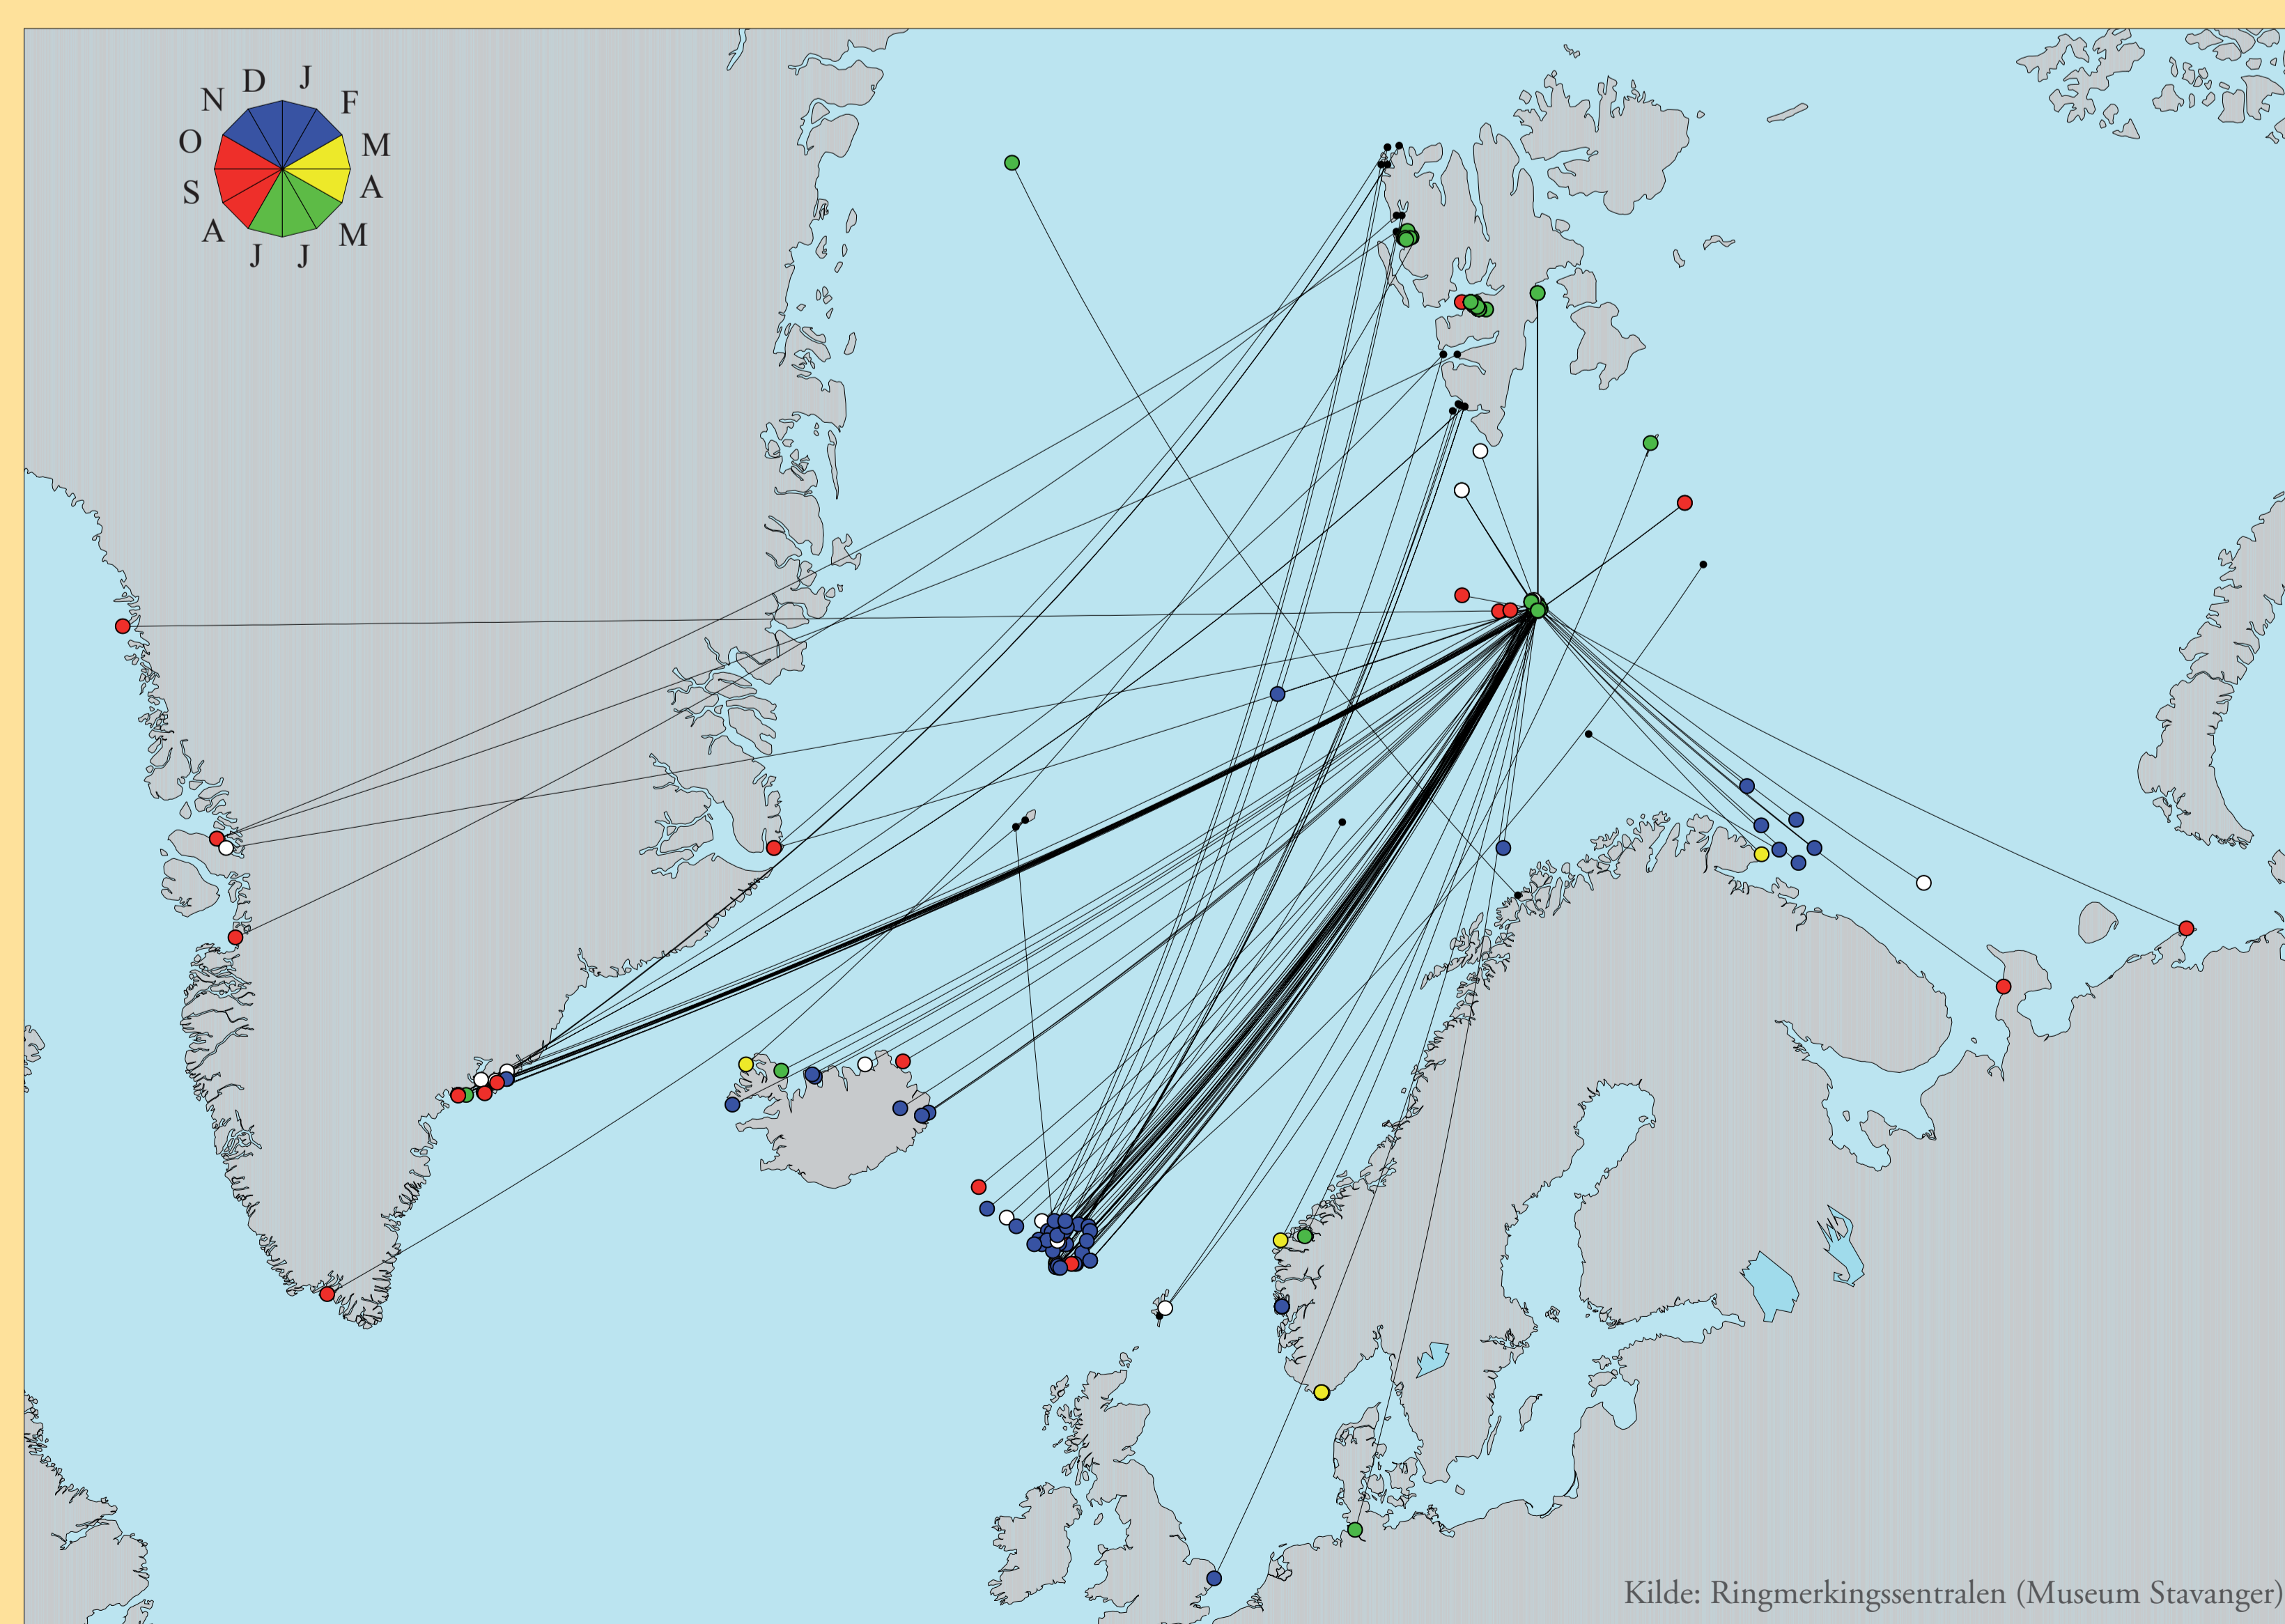 D J
N F
O M
S A
A M
J J
Kilde: Ringmerkingssentralen (Museum Stavanger)